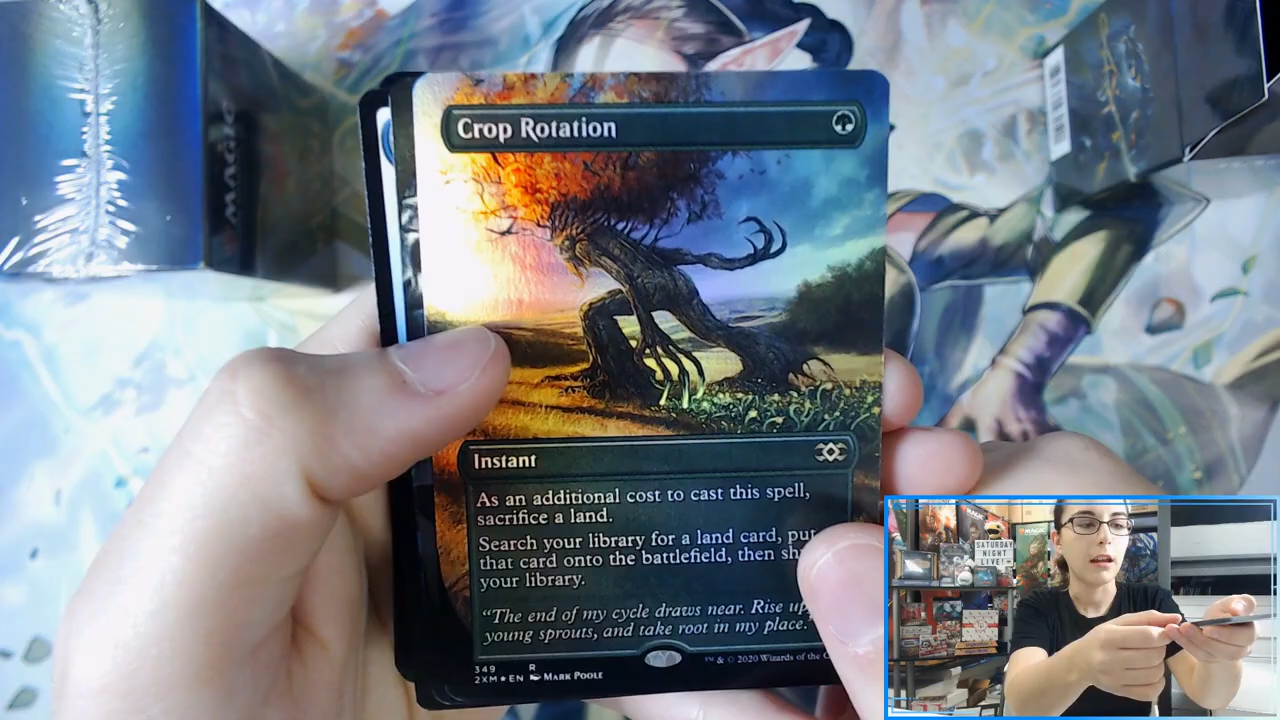 Crop Rotation
Instant
As an additional cost to cast this spell,
sacrifice a land.
Search your library for a land card, put
that card onto the battlefield, then
your library.
"The end of my cycle draws near. Rise up,
young sprouts, and take root in my place."
349 R
2XM ★ EN MARK POOLE
™ & © 2020 Wizards of the
MAGIC
SATURDAY
NIGHT
LIVE!